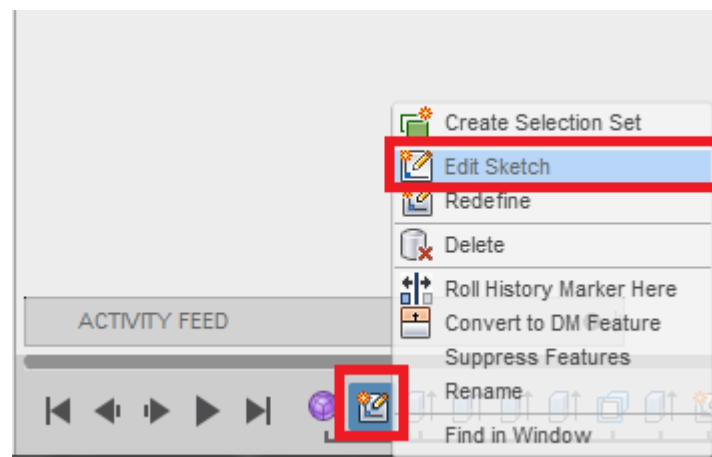 Create Selection Set
Edit Sketch
Redefine
Delete
Roll History Marker Here
Convert to DM Feature
Suppress Features
Rename
Find in Window
ACTIVITY FEED